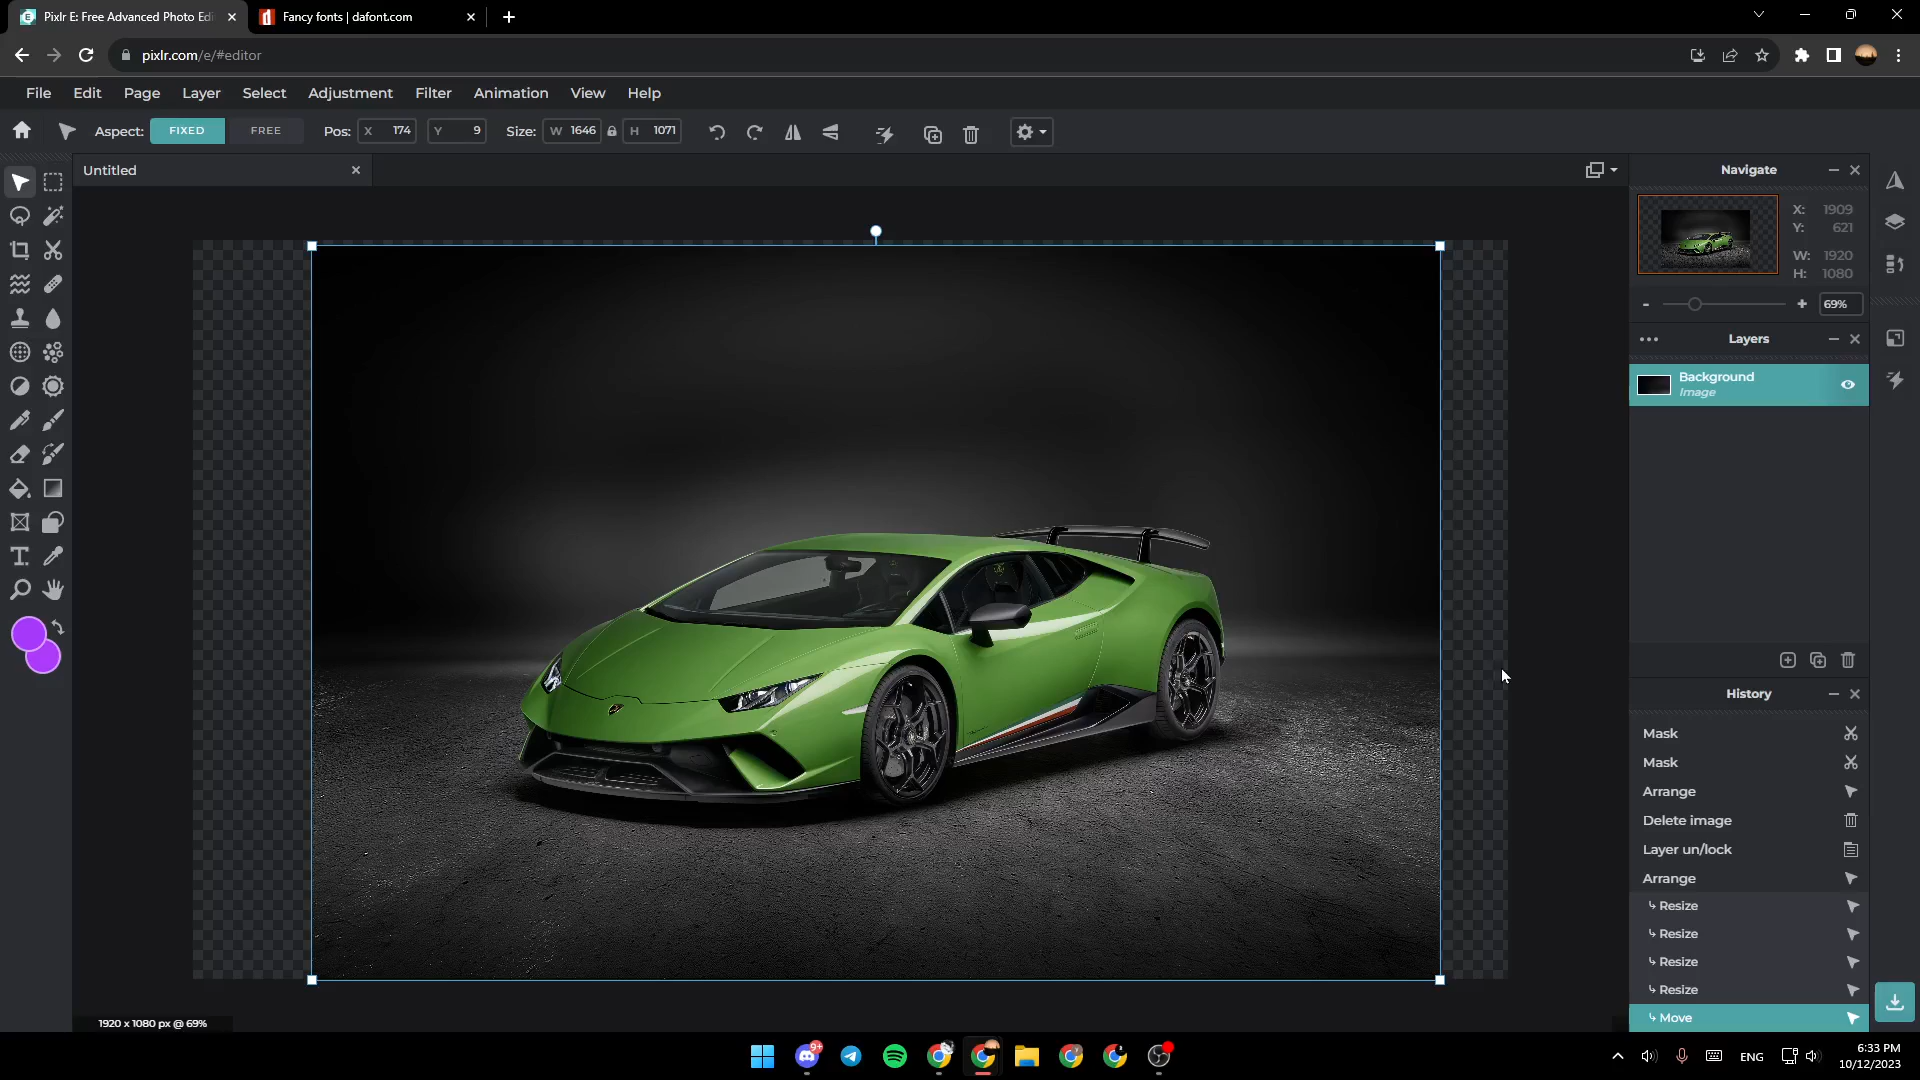 Pixlr E: Free Advanced Photo Edi
Fancy fonts | dafont.com
pixlr.com/e/#editor
File Edit Page Layer Select Adjustment Filter Animation View Help
Aspect: FIXED FREE Pos: X 174 Y 9 Size: W 1646 H 1071
Untitled
Navigate
X: 1909
Y: 621
W: 1920
H: 1080
- + 69%
Layers
Background
Image
History
Mask
Mask
Arrange
Delete image
Layer un/lock
Arrange
Resize
Resize
Resize
Resize
Move
1920 x 1080 px @ 69%
9+
ENG
6:33 PM
10/12/2023